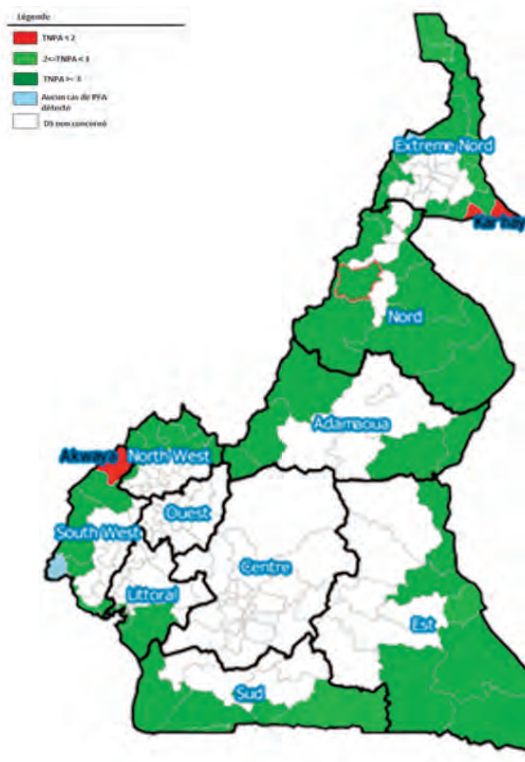 Légende
TNPA < 2
2<=TNPA < 3
TNPA >= 3
Aucun cas de PFA
détecté
DS non concerné
Extreme Nord
Kar hay
Nord
Adamaoua
Akwaya
North West
Ouest
South West
Centre
Littoral
Est
Sud